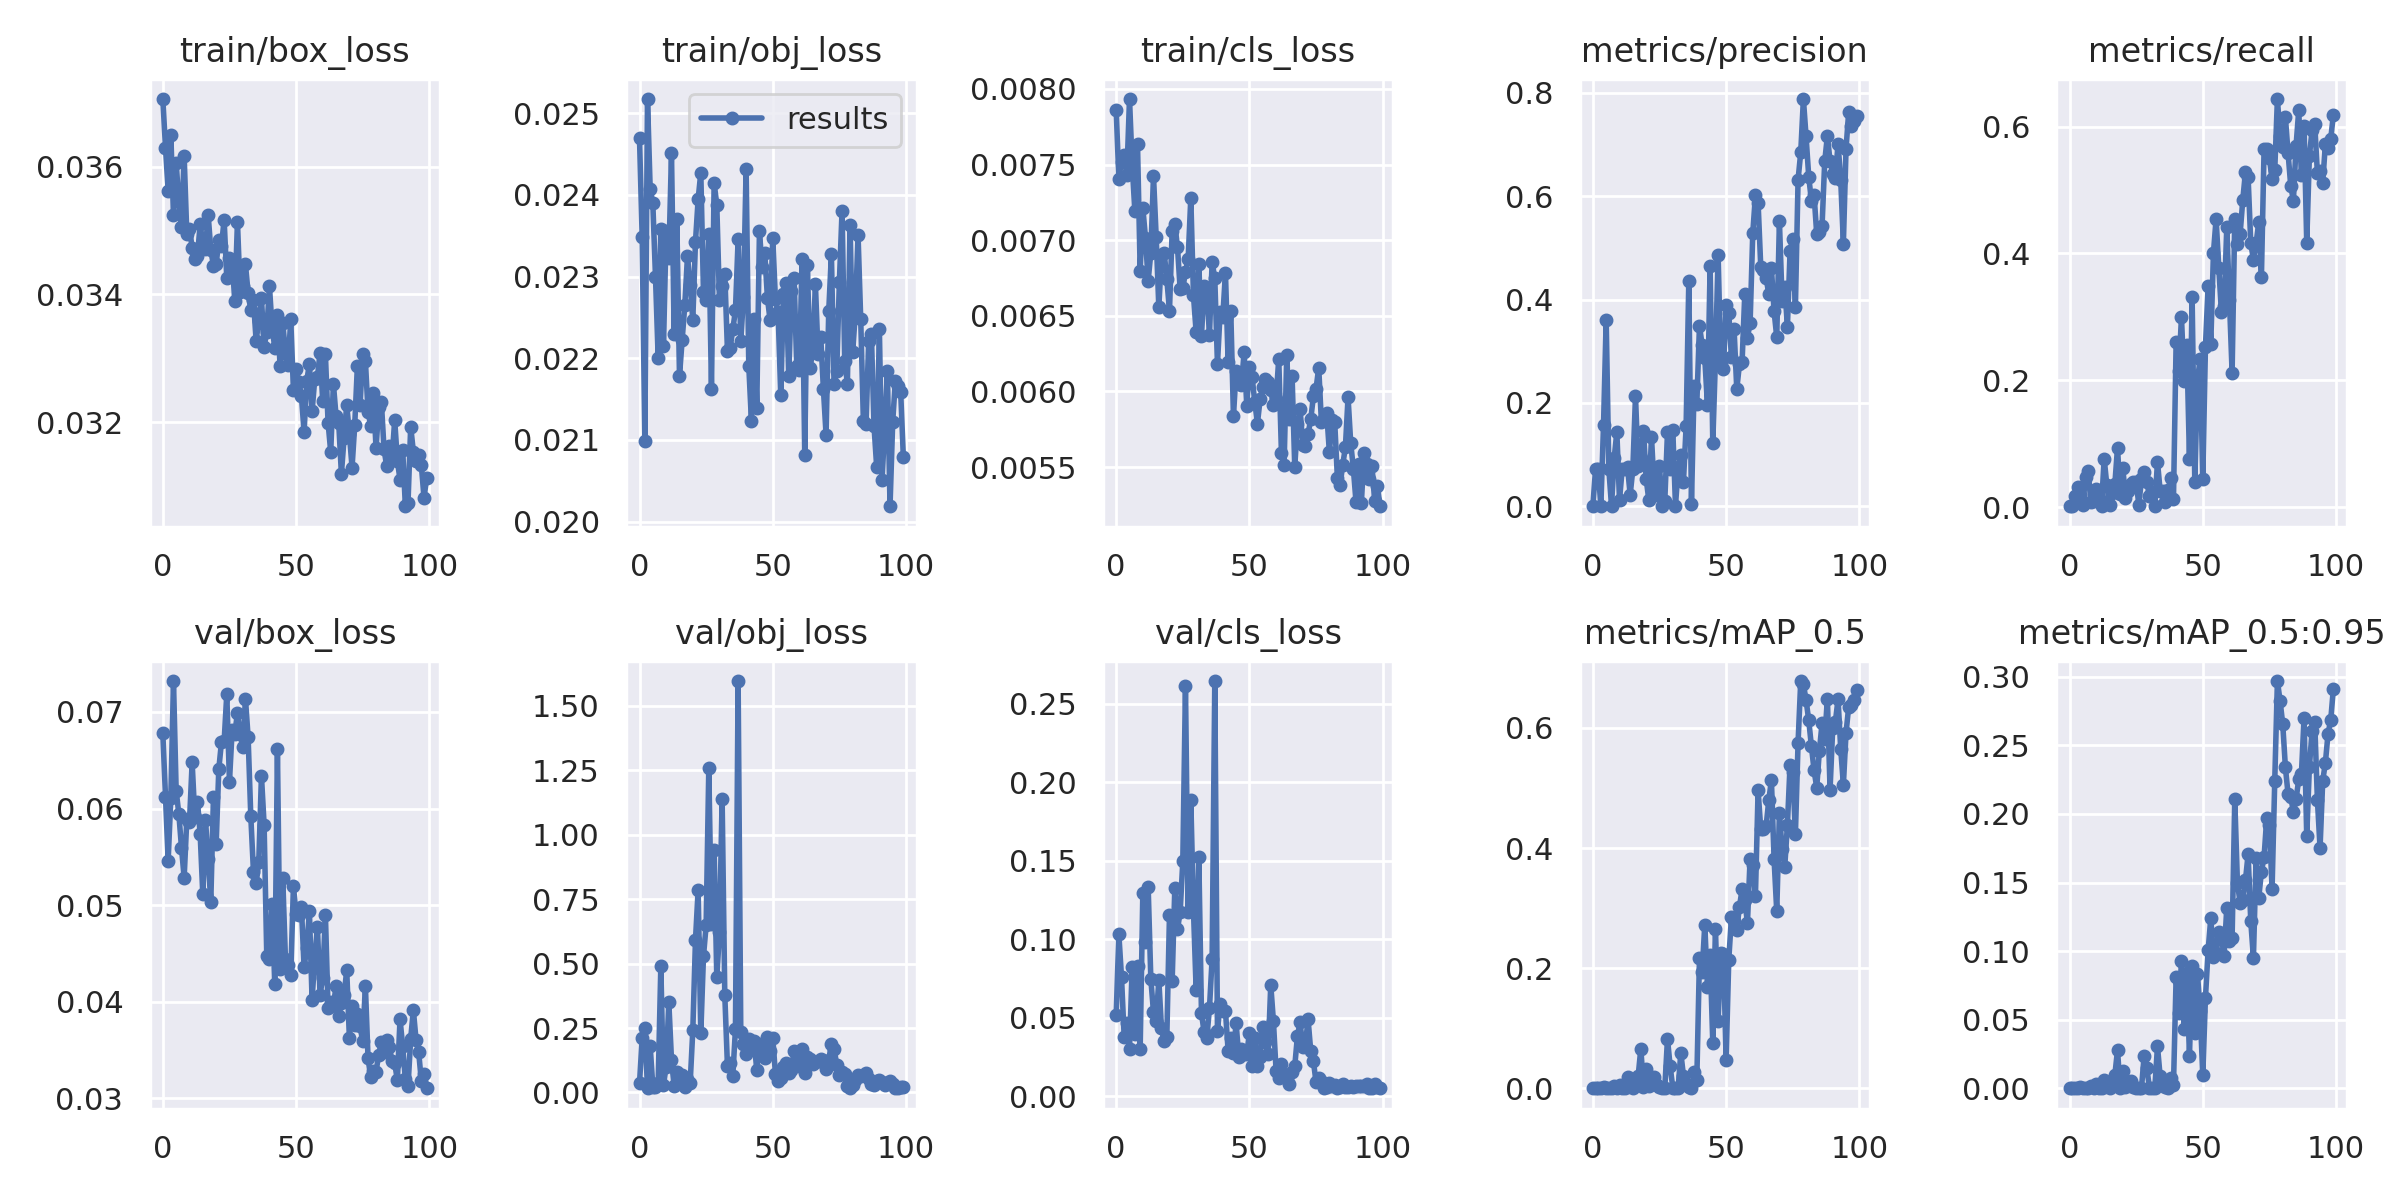 train/box_loss
0.036
0.034
0.032
0 50 100
train/obj_loss
results
0.025
0.024
0.023
0.022
0.021
0.020
0 50 100
train/cls_loss
0.0080
0.0075
0.0070
0.0065
0.0060
0.0055
0 50 100
metrics/precision
0.8
0.6
0.4
0.2
0.0
0 50 100
metrics/recall
0.6
0.4
0.2
0.0
0 50 100
val/box_loss
0.07
0.06
0.05
0.04
0.03
0 50 100
val/obj_loss
1.50
1.25
1.00
0.75
0.50
0.25
0.00
0 50 100
val/cls_loss
0.25
0.20
0.15
0.10
0.05
0.00
0 50 100
metrics/mAP_0.5
0.6
0.4
0.2
0.0
0 50 100
metrics/mAP_0.5:0.95
0.30
0.25
0.20
0.15
0.10
0.05
0.00
0 50 100